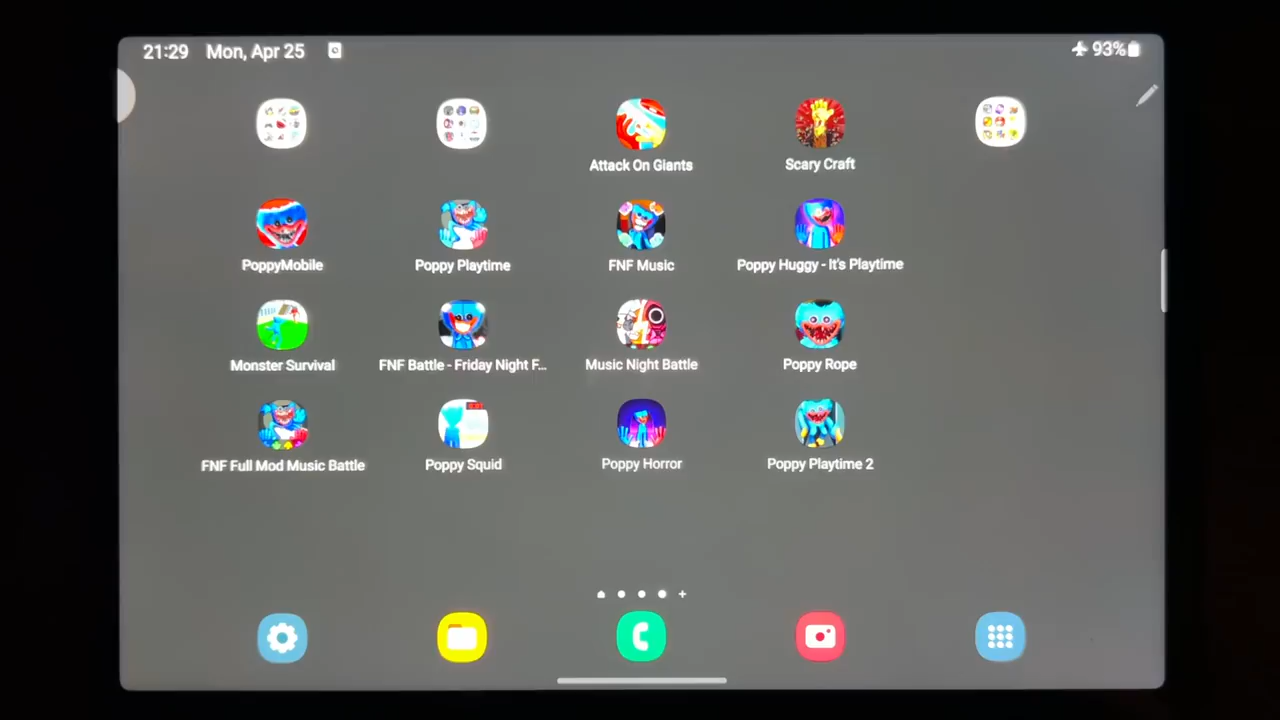 21:29 Mon, Apr 25 93%
Attack On Giants Scary Craft
PoppyMobile Poppy Playtime FNF Music Poppy Huggy - It's Playtime
Monster Survival FNF Battle - Friday Night F... Music Night Battle Poppy Rope
FNF Full Mod Music Battle Poppy Squid Poppy Horror Poppy Playtime 2